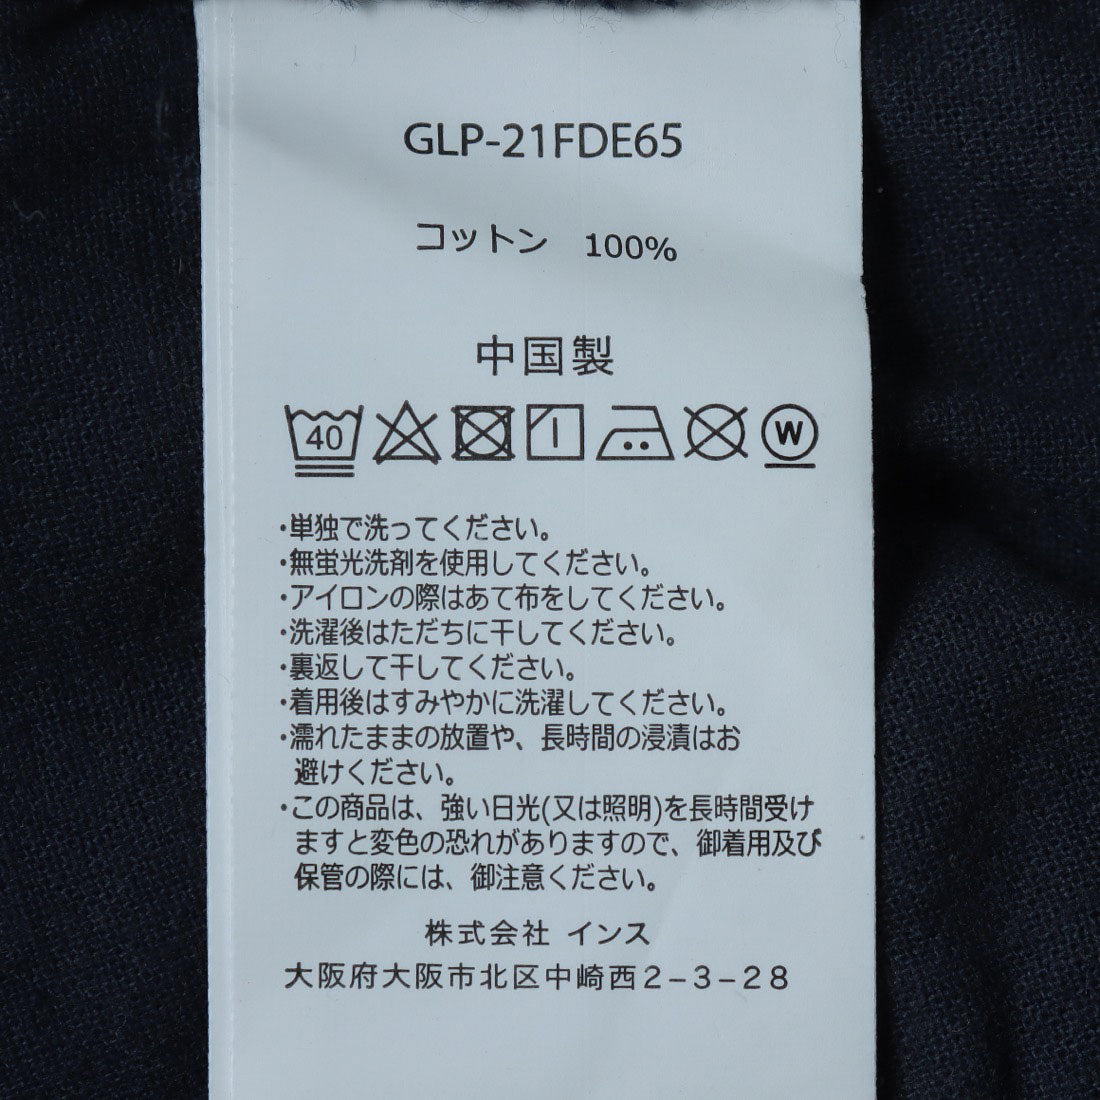 GLP-21FDE65
コットン 100%
中国製
40 W
・単独で洗ってください。
・無蛍光洗剤を使用してください。
・アイロンの際はあて布をしてください。
・洗濯後はただちに干してください。
・裏返して干してください。
・着用後はすみやかに洗濯してください。
・濡れたままの放置や、長時間の浸漬はお
避けください。
・この商品は、強い日光(又は照明)を長時間受け
ますと変色の恐れがありますので、御着用及び
保管の際には、御注意ください。
株式会社 インス
大阪府大阪市北区中崎西2-3-28